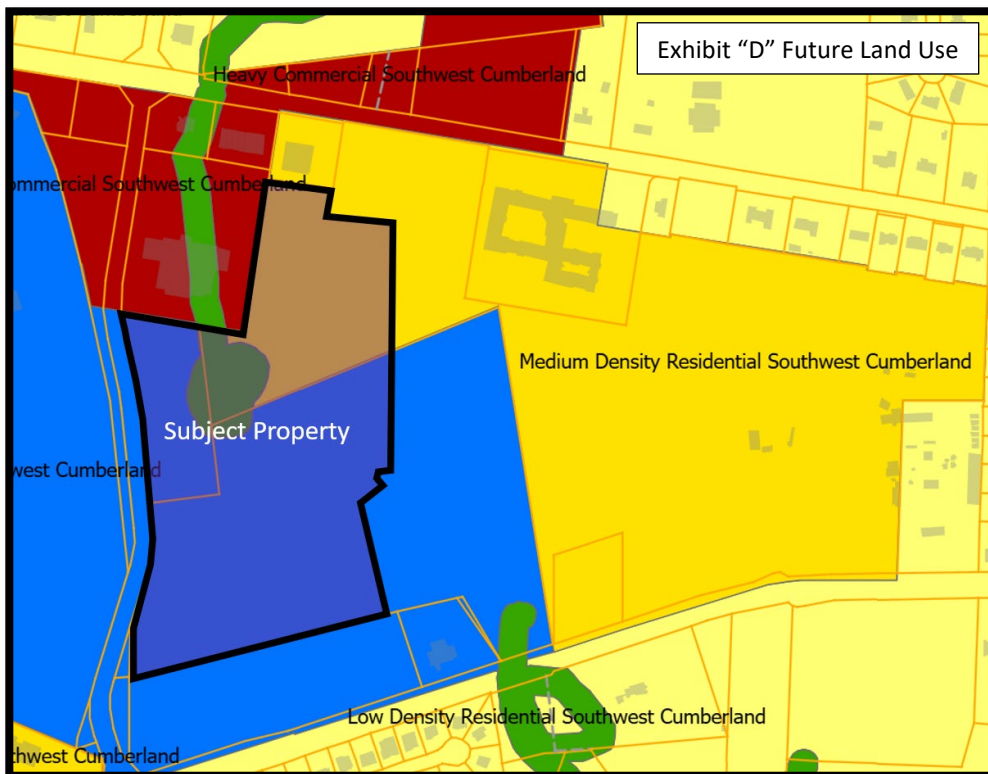 Exhibit “D” Future Land Use
Heavy Commercial Southwest Cumberland
ommercial Southwest Cumberland
Medium Density Residential Southwest Cumberland
Subject Property
west Cumberland
Low Density Residential Southwest Cumberland
thwest Cumberland